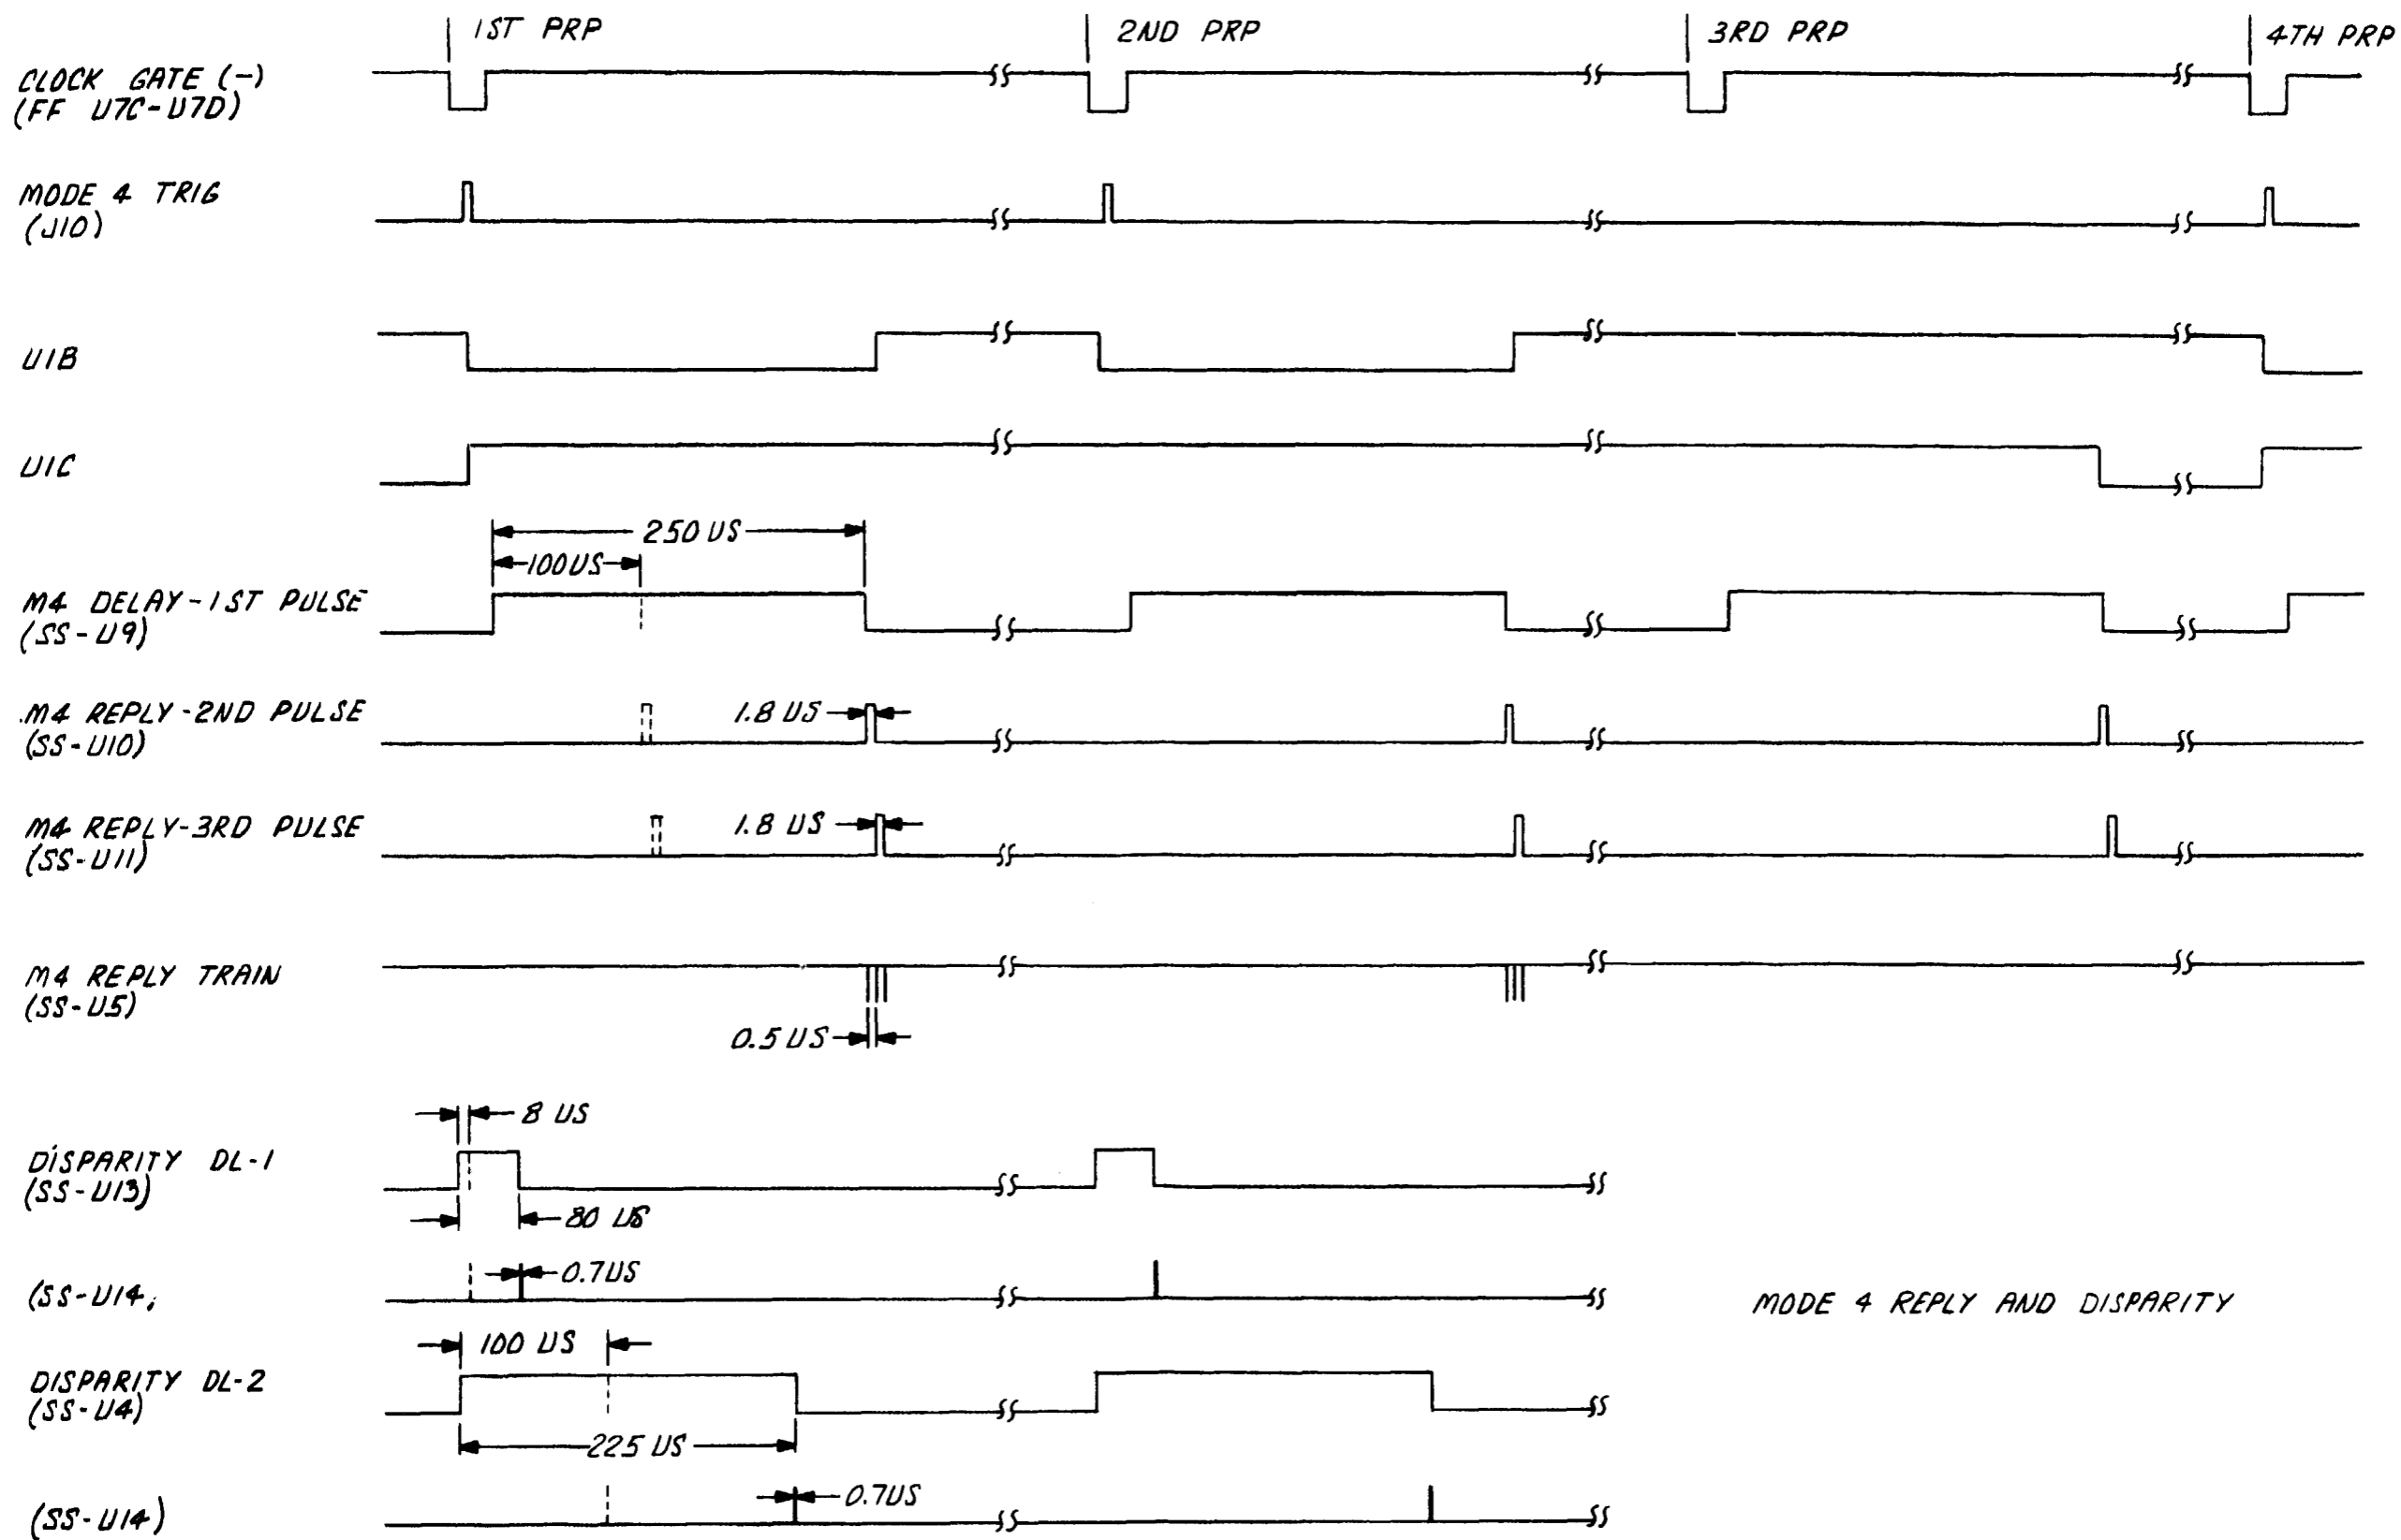 1ST PRP
2ND PRP
3RD PRP
4TH PRP
CLOCK GATE (-)
(FF U7C-U7D)
MODE 4 TRIG
(J10)
U1B
U1C
250 US
100 US
M4 DELAY-1ST PULSE
(SS-U9)
M4 REPLY-2ND PULSE
(SS-U10)
1.8 US
M4 REPLY-3RD PULSE
(SS-U11)
1.8 US
M4 REPLY TRAIN
(SS-U5)
0.5 US
8 US
DISPARITY DL-1
(SS-U13)
80 US
(SS-U14,
0.7US
MODE 4 REPLY AND DISPARITY
100 US
DISPARITY DL-2
(SS-U4)
225 US
(SS-U14)
0.7US